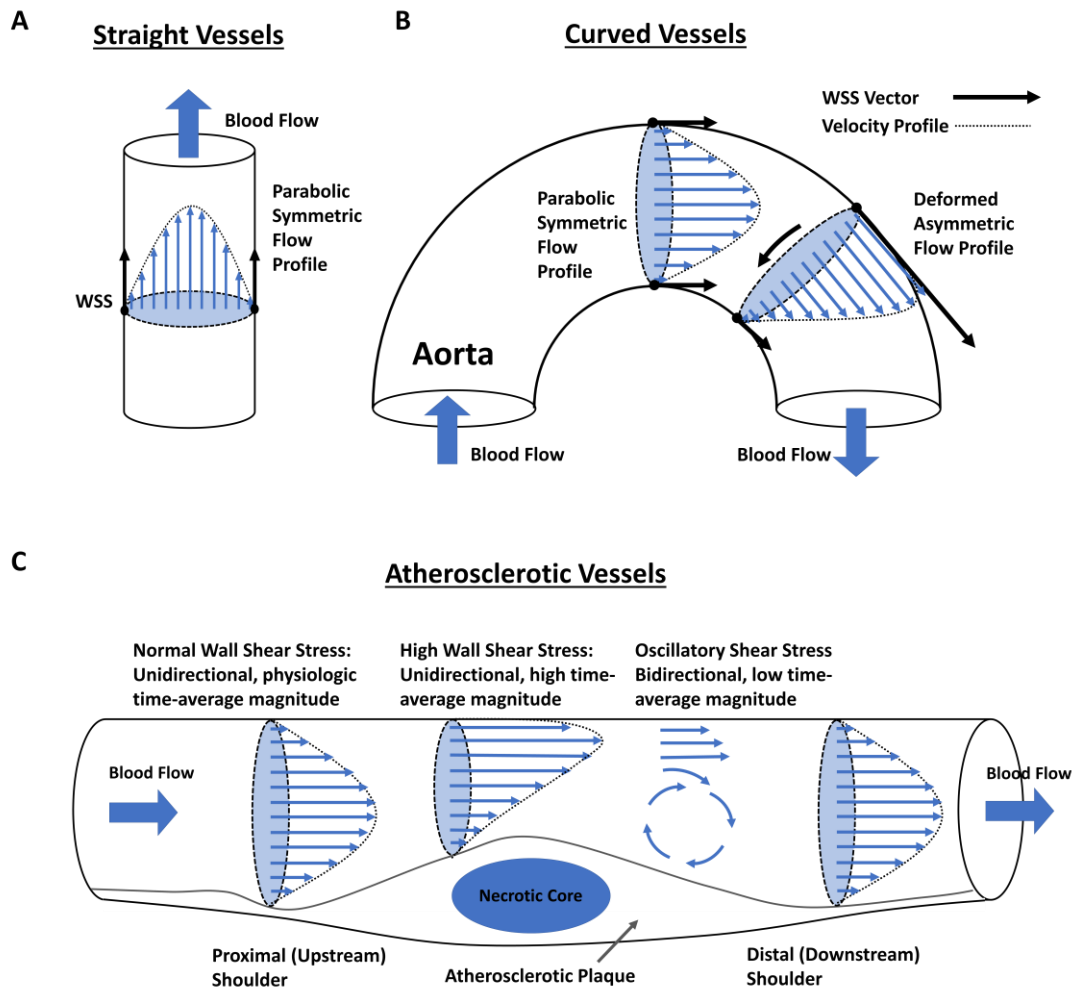 A
Straight Vessels
Blood Flow
Parabolic
Symmetric
Flow
Profile
WSS
B
Curved Vessels
WSS Vector
Velocity Profile
Parabolic
Symmetric
Flow
Profile
Deformed
Asymmetric
Flow Profile
Aorta
Blood Flow
Blood Flow
C
Atherosclerotic Vessels
Normal Wall Shear Stress:
Unidirectional, physiologic
time-average magnitude
High Wall Shear Stress:
Unidirectional, high time-
average magnitude
Oscillatory Shear Stress
Bidirectional, low time-
average magnitude
Blood Flow
Blood Flow
Necrotic Core
Proximal (Upstream)
Shoulder
Atherosclerotic Plaque
Distal (Downstream)
Shoulder